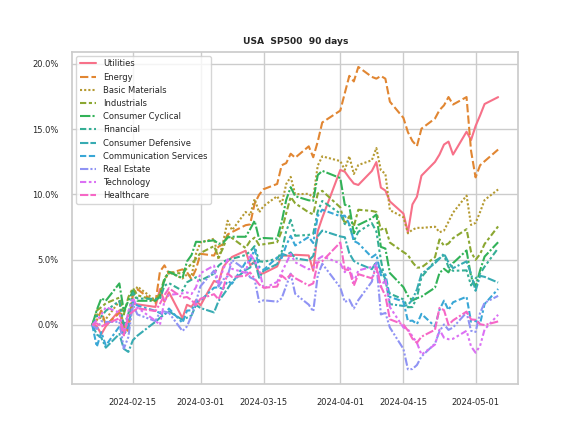 USA SP500 90 days
20.0%
15.0%
10.0%
5.0%
0.0%
Utilities
Energy
Basic Materials
Industrials
Consumer Cyclical
Financial
Consumer Defensive
Communication Services
Real Estate
Technology
Healthcare
2024-02-15
2024-03-01
2024-03-15
2024-04-01
2024-04-15
2024-05-01